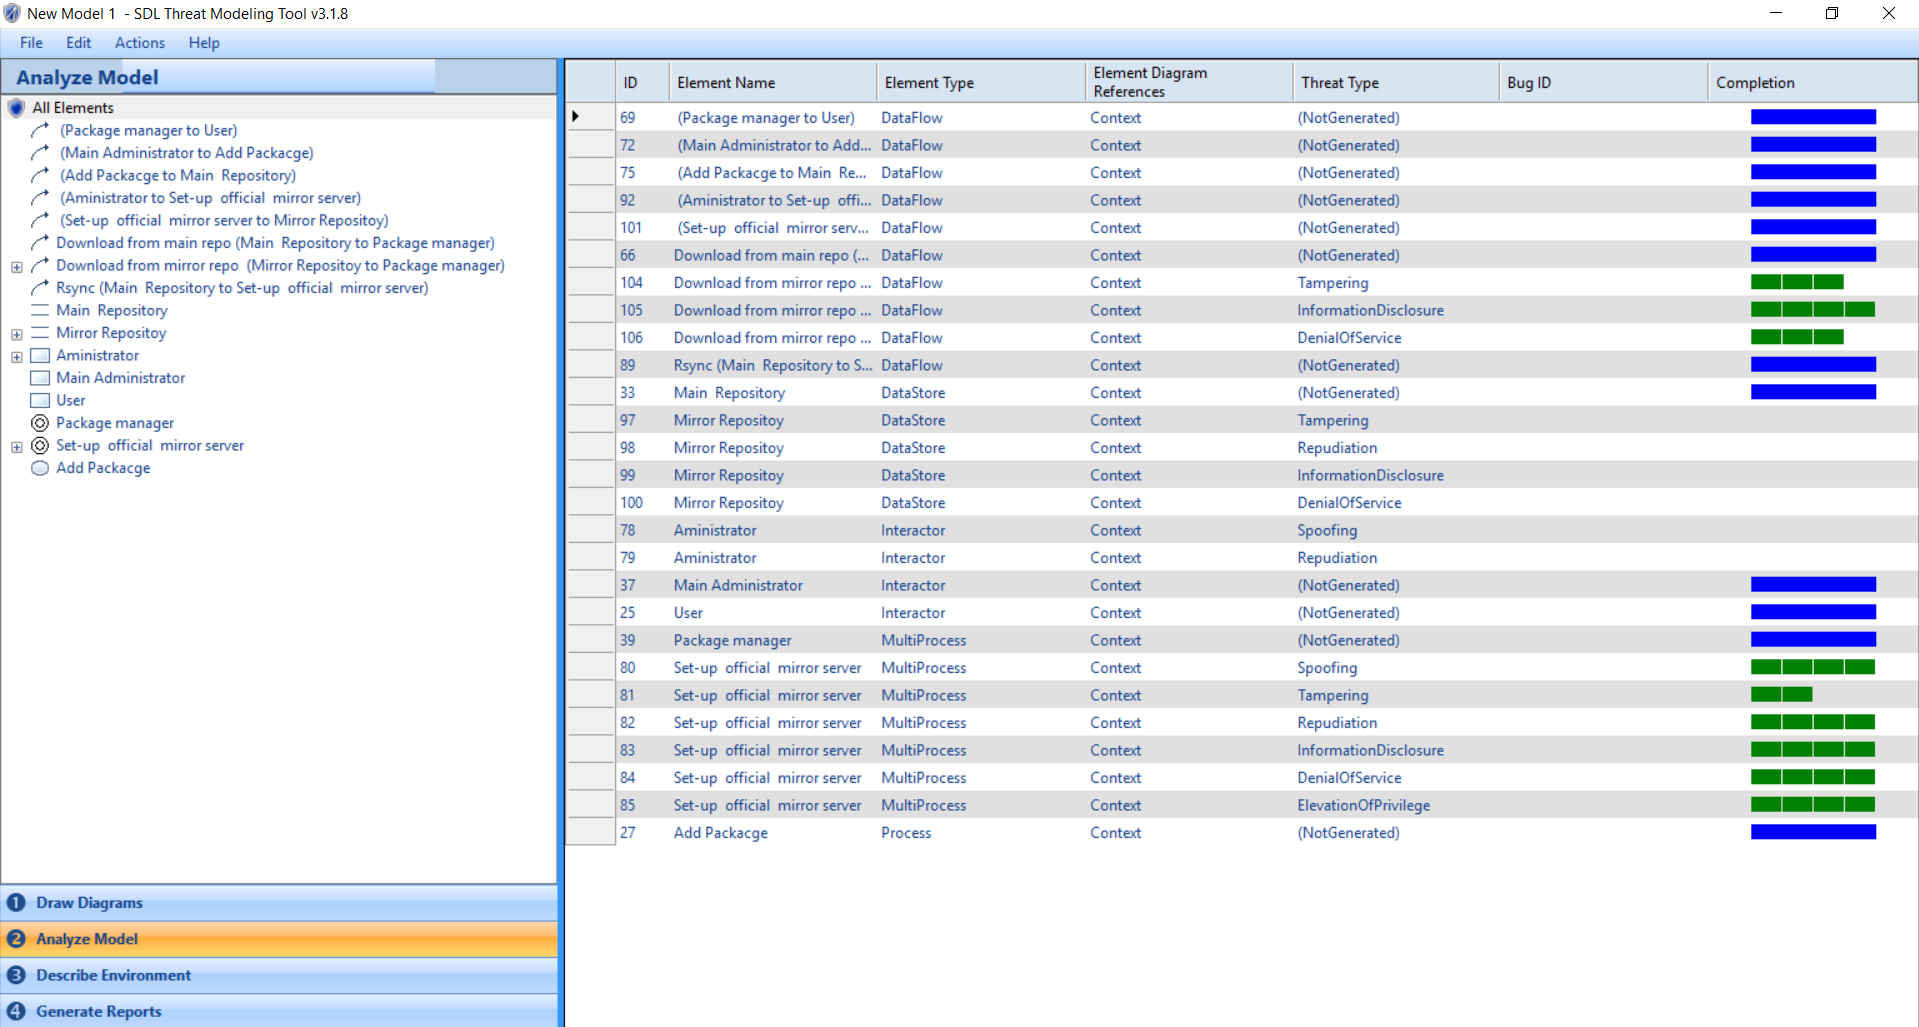 New Model 1 - SDL Threat Modeling Tool v3.1.8
File Edit Actions Help
Analyze Model
All Elements
(Package manager to User)
(Main Administrator to Add Packacge)
(Add Packacge to Main Repository)
(Aministrator to Set-up official mirror server)
(Set-up official mirror server to Mirror Repositoy)
Download from main repo (Main Repository to Package manager)
Download from mirror repo (Mirror Repositoy to Package manager)
Rsync (Main Repository to Set-up official mirror server)
Main Repository
Mirror Repositoy
Aministrator
Main Administrator
User
Package manager
Set-up official mirror server
Add Packacge
1 Draw Diagrams
2 Analyze Model
3 Describe Environment
4 Generate Reports
ID Element Name Element Type Element Diagram References Threat Type Bug ID Completion
69 (Package manager to User) DataFlow Context (NotGenerated)
72 (Main Administrator to Add... DataFlow Context (NotGenerated)
75 (Add Packacge to Main Re... DataFlow Context (NotGenerated)
92 (Aministrator to Set-up offi... DataFlow Context (NotGenerated)
101 (Set-up official mirror serv... DataFlow Context (NotGenerated)
66 Download from main repo (... DataFlow Context (NotGenerated)
104 Download from mirror repo ... DataFlow Context Tampering
105 Download from mirror repo ... DataFlow Context InformationDisclosure
106 Download from mirror repo ... DataFlow Context DenialOfService
89 Rsync (Main Repository to S... DataFlow Context (NotGenerated)
33 Main Repository DataStore Context (NotGenerated)
97 Mirror Repositoy DataStore Context Tampering
98 Mirror Repositoy DataStore Context Repudiation
99 Mirror Repositoy DataStore Context InformationDisclosure
100 Mirror Repositoy DataStore Context DenialOfService
78 Aministrator Interactor Context Spoofing
79 Aministrator Interactor Context Repudiation
37 Main Administrator Interactor Context (NotGenerated)
25 User Interactor Context (NotGenerated)
39 Package manager MultiProcess Context (NotGenerated)
80 Set-up official mirror server MultiProcess Context Spoofing
81 Set-up official mirror server MultiProcess Context Tampering
82 Set-up official mirror server MultiProcess Context Repudiation
83 Set-up official mirror server MultiProcess Context InformationDisclosure
84 Set-up official mirror server MultiProcess Context DenialOfService
85 Set-up official mirror server MultiProcess Context ElevationOfPrivilege
27 Add Packacge Process Context (NotGenerated)